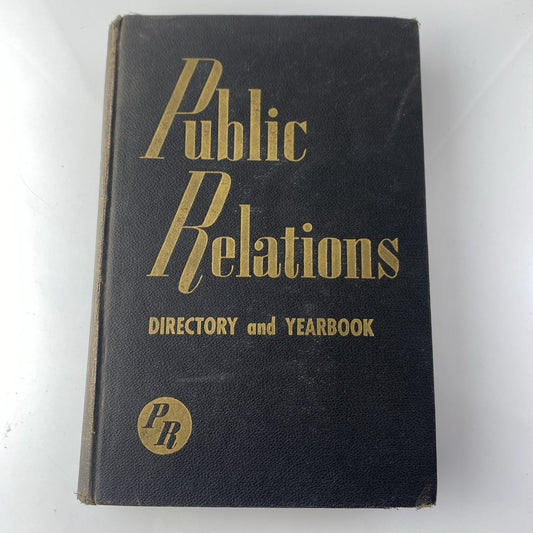 Public
Relations
DIRECTORY and YEARBOOK
PR